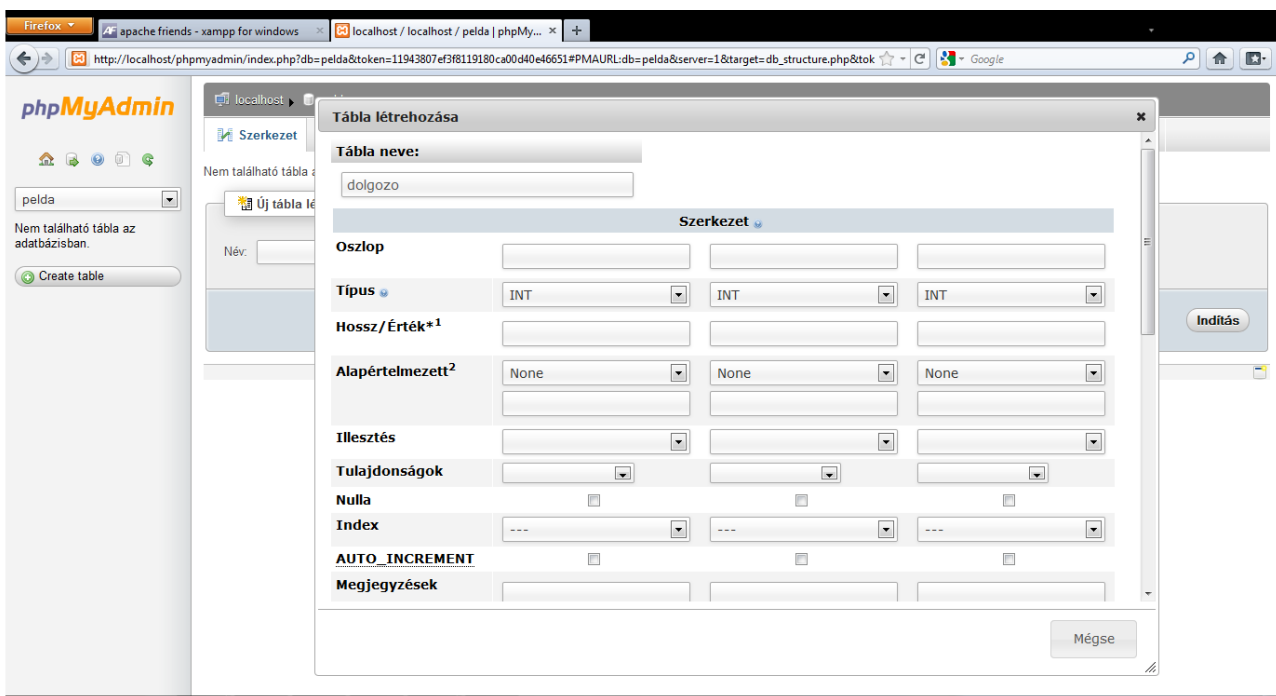 Firefox
apache friends - xampp for windows
localhost / localhost / pelda | phpMy...
http://localhost/phpmyadmin/index.php?db=pelda&token=11943807ef3f8119180ca00d40e46651#PMAURL:db=pelda&server=1&target=db_structure.php&tok
Google
phpMyAdmin
pelda
Nem található tábla az
adatbázisban.
Create table
localhost
Szerkezet
Nem található tábla
Új tábla lé
Név:
Indítás
Tábla létrehozása
Tábla neve:
dolgozo
Szerkezet
Oszlop
Típus INT INT INT
Hossz/Érték*1
Alapértelmezett2 None None None
Illesztés
Tulajdonságok
Nulla
Index --- --- ---
AUTO_INCREMENT
Megjegyzések
Mégse